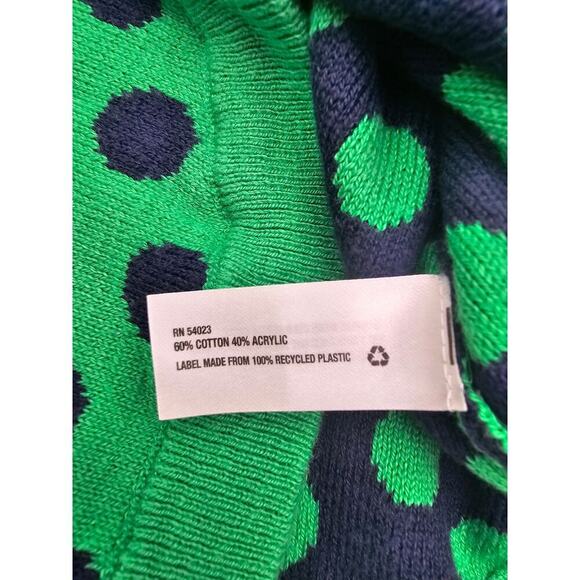 RN 54023
60% COTTON 40% ACRYLIC
LABEL MADE FROM 100% RECYCLED PLASTIC